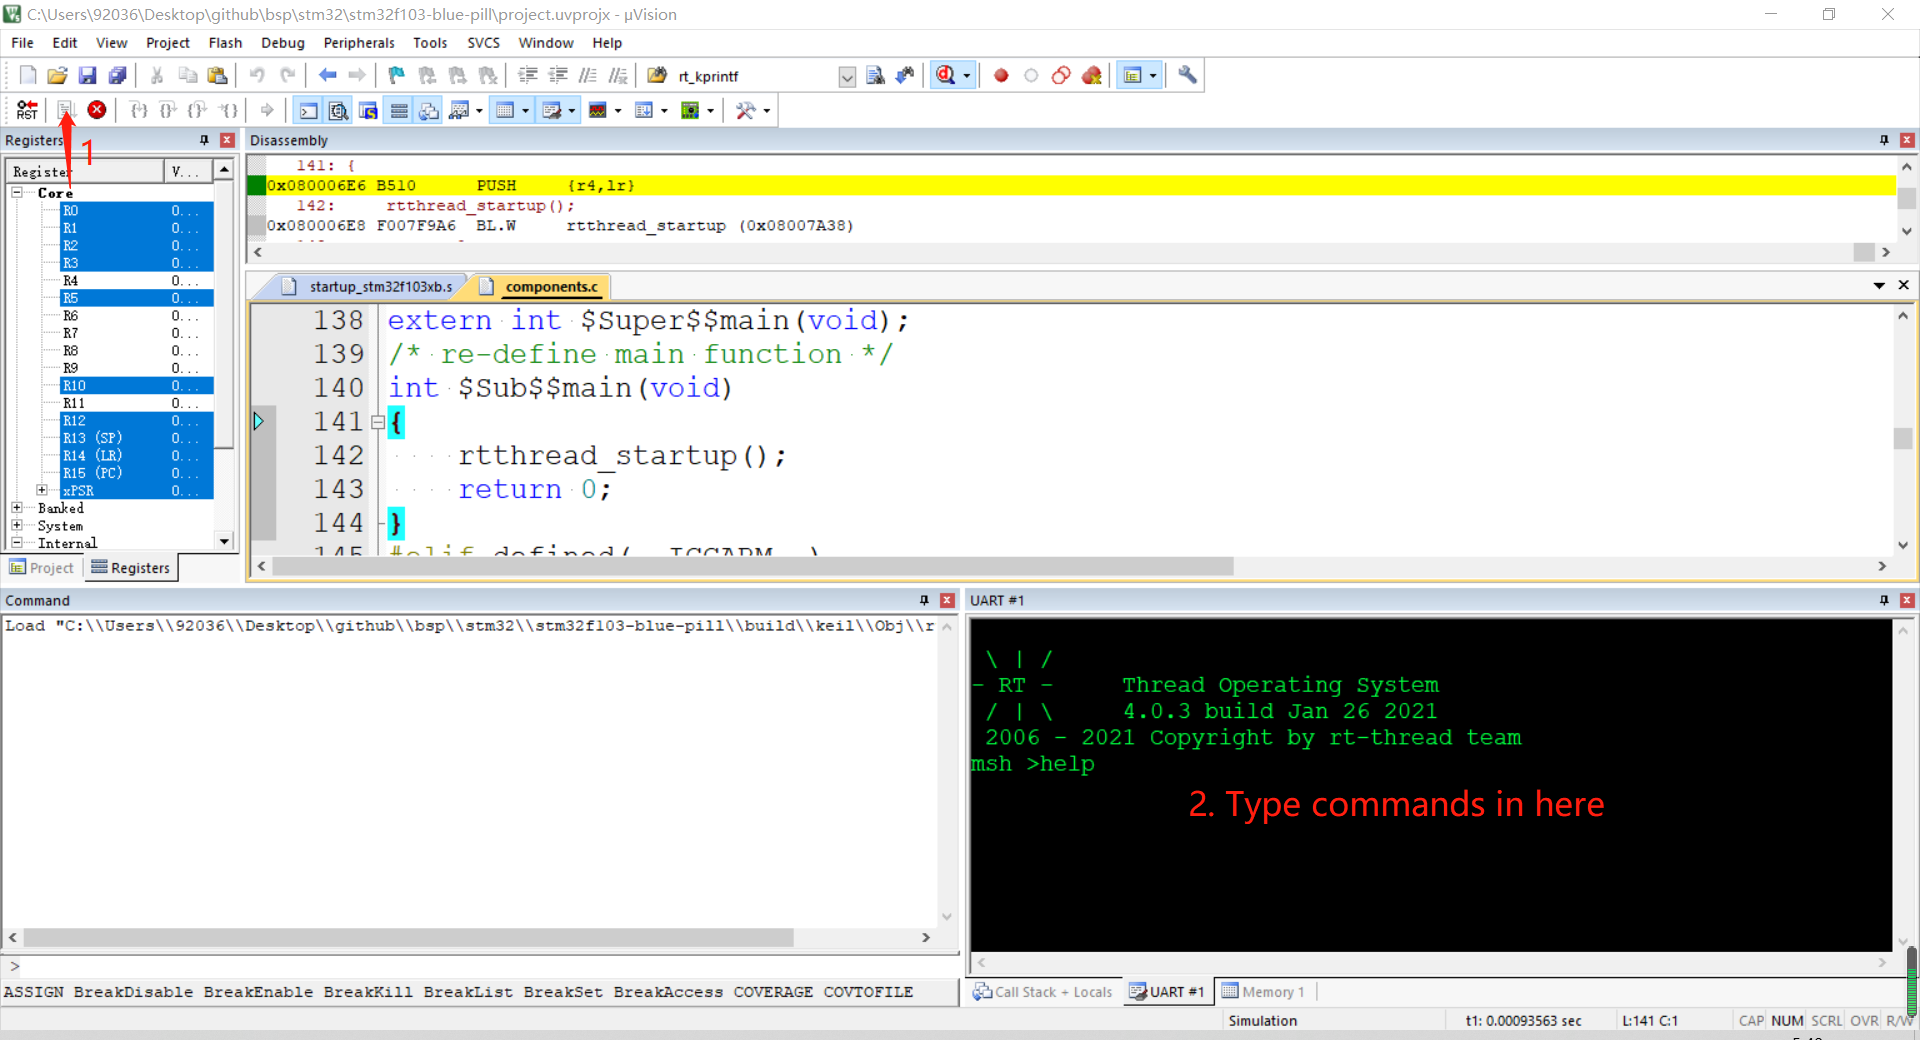 C:\Users\92036\Desktop\github\bsp\stm32\stm32f103-blue-pill\project.uvprojx - µVision
File Edit View Project Flash Debug Peripherals Tools SVCS Window Help
rt_kprintf
RST
1
Registers
Register V...
Core
R0 0...
R1 0...
R2 0...
R3 0...
R4 0...
R5 0...
R6 0...
R7 0...
R8 0...
R9 0...
R10 0...
R11 0...
R12 0...
R13 (SP) 0...
R14 (LR) 0...
R15 (PC) 0...
xPSR 0...
Banked
System
Internal
Project Registers
Disassembly
141: {
0x080006E6 B510 PUSH {r4,lr}
142: rtthread_startup();
0x080006E8 F007F9A6 BL.W rtthread_startup (0x08007A38)
startup_stm32f103xb.s components.c
138 extern int $Super$$main(void);
139 /* re-define main function */
140 int $Sub$$main(void)
141 {
142 rtthread_startup();
143 return 0;
144 }
145 #elif defined(__ICCARM__)
Command
Load "C:\\Users\\92036\\Desktop\\github\\bsp\\stm32\\stm32f103-blue-pill\\build\\keil\\Obj\\r
>
ASSIGN BreakDisable BreakEnable BreakKill BreakList BreakSet BreakAccess COVERAGE COVTOFILE
UART #1
\ | /
- RT - Thread Operating System
/ | \ 4.0.3 build Jan 26 2021
2006 - 2021 Copyright by rt-thread team
msh >help
2. Type commands in here
Call Stack + Locals UART #1 Memory 1
Simulation t1: 0.00093563 sec L:141 C:1 CAP NUM SCRL OVR R/W